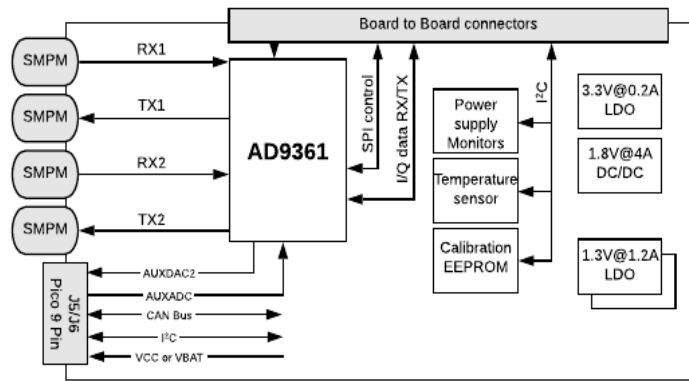 Board to Board connectors
SMPM
RX1
SMPM
TX1
SMPM
RX2
SMPM
TX2
AD9361
SPI control
I/Q data RX/TX
I²C
Power
supply
Monitors
Temperature
sensor
Calibration
EEPROM
3.3V@0.2A
LDO
1.8V@4A
DC/DC
1.3V@1.2A
LDO
J5/J6
Pico 9 Pin
AUXDAC2
AUXADC
CAN Bus
I²C
VCC or VBAT